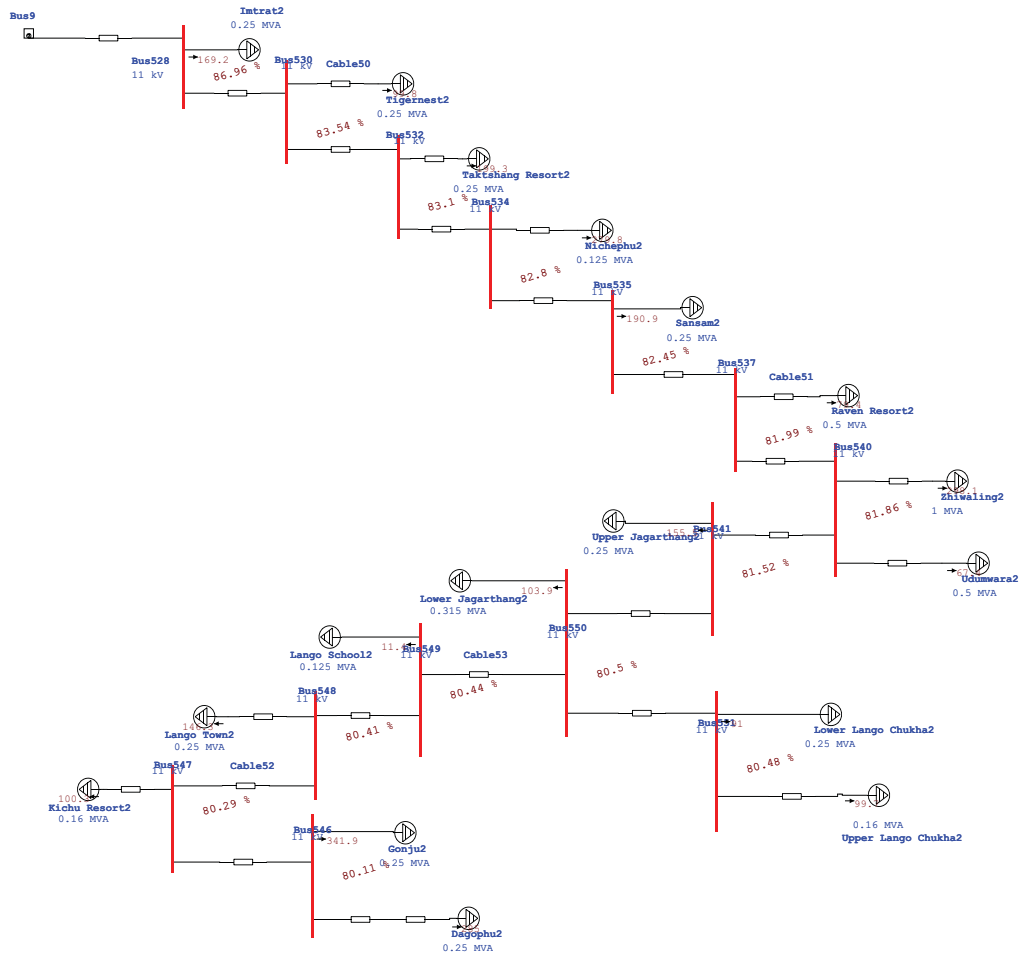 Bus9
Imtrat2
0.25 MVA
Bus528
11 kV
169.2
86.96 %
Bus530
11 kV
Cable50
Tigernest2
0.25 MVA
83.54 %
Bus532
11 kV
Taktshang Resort2
0.25 MVA
83.1 %
Bus534
11 kV
Nichephu2
0.125 MVA
82.8 %
Bus535
11 kV
190.9
Sansam2
0.25 MVA
82.45 %
Bus537
11 kV
Cable51
Raven Resort2
0.5 MVA
81.99 %
Bus540
11 kV
Zhiwaling2
1 MVA
81.86 %
Udumwara2
0.5 MVA
Upper Jagarthang2
0.25 MVA
Bus541
11 kV
81.52 %
Lower Jagarthang2
0.315 MVA
103.9
Bus550
11 kV
80.5 %
Lango School2
0.125 MVA
Bus549
11 kV
Cable53
80.44 %
Bus548
11 kV
80.41 %
Bus551
11 kV
Lower Lango Chukha2
0.25 MVA
80.48 %
Lango Town2
0.25 MVA
Bus547
11 kV
Cable52
80.29 %
Kichu Resort2
0.16 MVA
0.16 MVA
Upper Lango Chukha2
Bus546
11 kV
341.9
Gonju2
0.25 MVA
80.11 %
Dagophu2
0.25 MVA